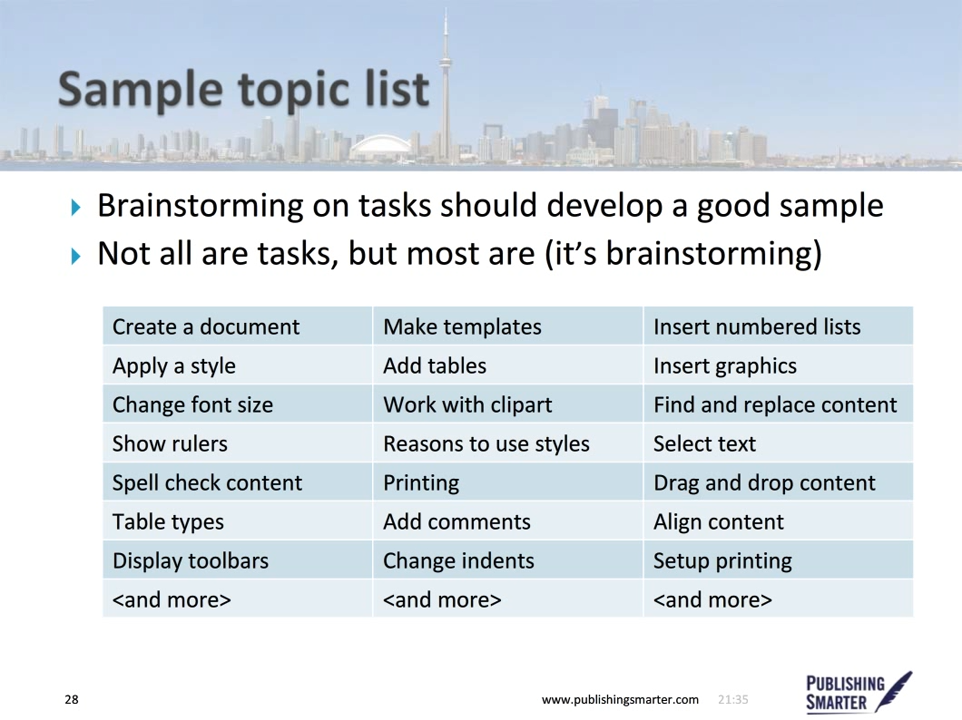 Sample topic list
Brainstorming on tasks should develop a good sample
Not all are tasks, but most are (it's brainstorming)
Create a document Make templates Insert numbered lists
Apply a style Add tables Insert graphics
Change font size Work with clipart Find and replace content
Show rulers Reasons to use styles Select text
Spell check content Printing Drag and drop content
Table types Add comments Align content
Display toolbars Change indents Setup printing
<and more> <and more> <and more>
28 www.publishingsmarter.com 21:35
PUBLISHING
SMARTER